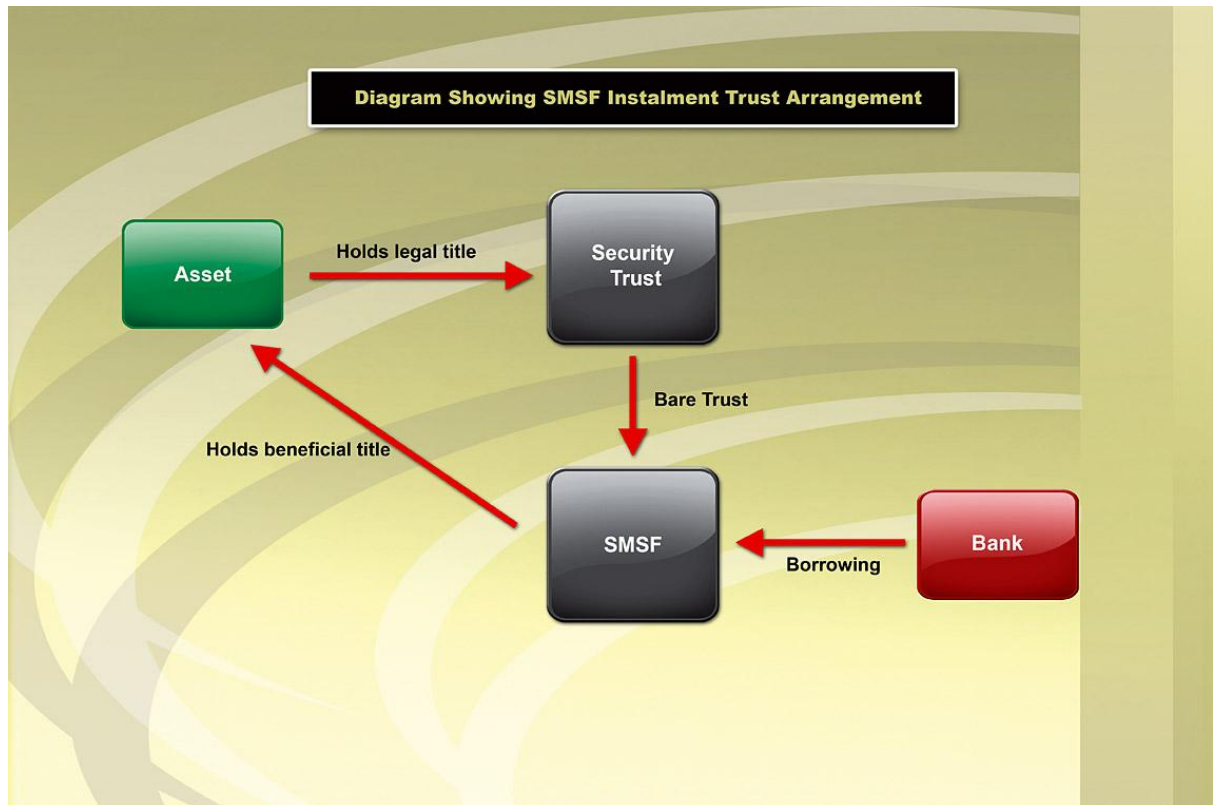 Diagram Showing SMSF Instalment Trust Arrangement
Holds legal title
Asset
Security
Trust
Bare Trust
Holds beneficial title
SMSF
Bank
Borrowing